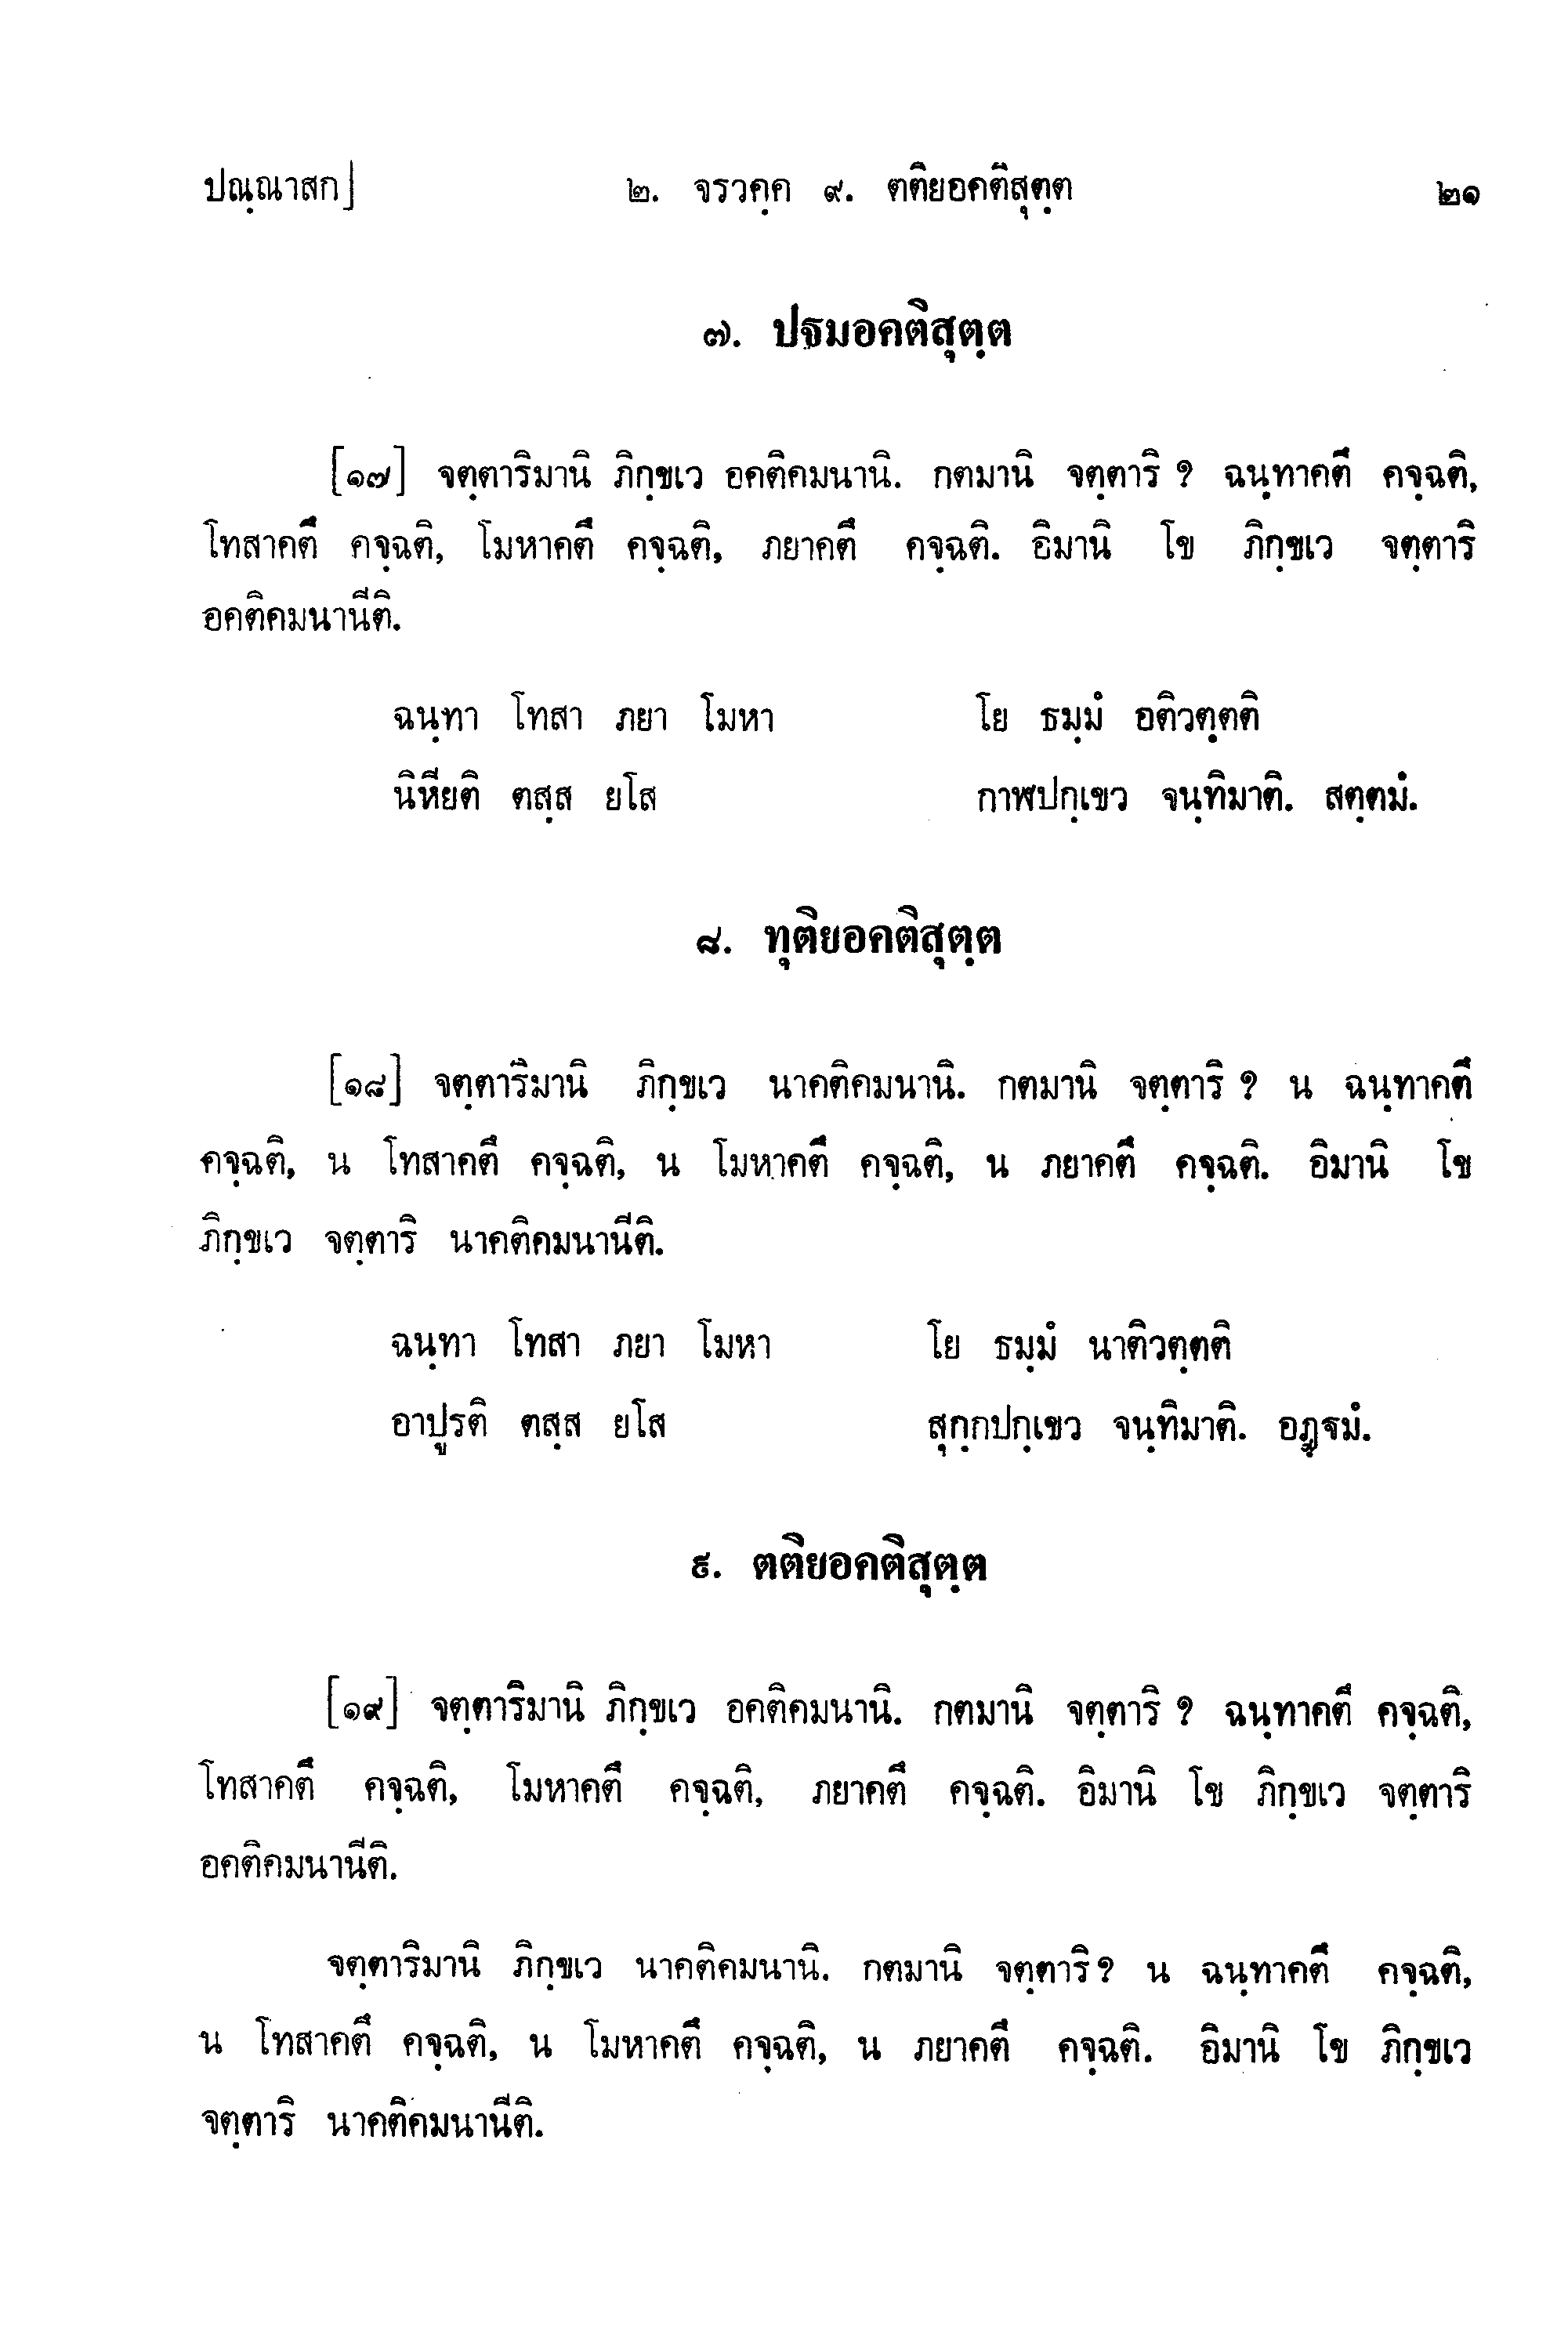 ปณฺณาสก]	๒. จรวคฺค ๙. ตติยอคติสุตฺต	๒๑
๗. ปฐมอคติสุตฺต
[๑๗] จตฺตาริมานิ ภิกฺขเว อคติคมนานิ. กตมานิ จตฺตาริ ? ฉนฺทาคตึ คจฺฉติ,
โทสาคตึ คจฺฉติ, โมหาคตึ คจฺฉติ, ภยาคตึ คจฺฉติ. อิมานิ โข ภิกฺขเว จตฺตาริ
อคติคมนานีติ.
ฉนฺทา โทสา ภยา โมหา	โย ธมฺมํ อติวตฺตติ
นิหียติ ตสฺส ยโส	กาฬปกฺเขว จนฺทิมาติ. สตฺตมํ.
๘. ทุติยอคติสุตฺต
[๑๘] จตฺตาริมานิ ภิกฺขเว นาคติคมนานิ. กตมานิ จตฺตาริ ? น ฉนฺทาคตึ
คจฺฉติ, น โทสาคตึ คจฺฉติ, น โมหาคตึ คจฺฉติ, น ภยาคตึ คจฺฉติ. อิมานิ โข
ภิกฺขเว จตฺตาริ นาคติคมนานีติ.
ฉนฺทา โทสา ภยา โมหา	โย ธมฺมํ นาติวตฺตติ
อาปูรติ ตสฺส ยโส	สุกฺกปกฺเขว จนฺทิมาติ. อฏฺฐมํ.
๙. ตติยอคติสุตฺต
[๑๙] จตฺตาริมานิ ภิกฺขเว อคติคมนานิ. กตมานิ จตฺตาริ ? ฉนฺทาคตึ คจฺฉติ,
โทสาคตึ คจฺฉติ, โมหาคตึ คจฺฉติ, ภยาคตึ คจฺฉติ. อิมานิ โข ภิกฺขเว จตฺตาริ
อคติคมนานีติ.
จตฺตาริมานิ ภิกฺขเว นาคติคมนานิ. กตมานิ จตฺตาริ? น ฉนฺทาคตึ คจฺฉติ,
น โทสาคตึ คจฺฉติ, น โมหาคตึ คจฺฉติ, น ภยาคตึ คจฺฉติ. อิมานิ โข ภิกฺขเว
จตฺตาริ นาคติคมนานีติ.